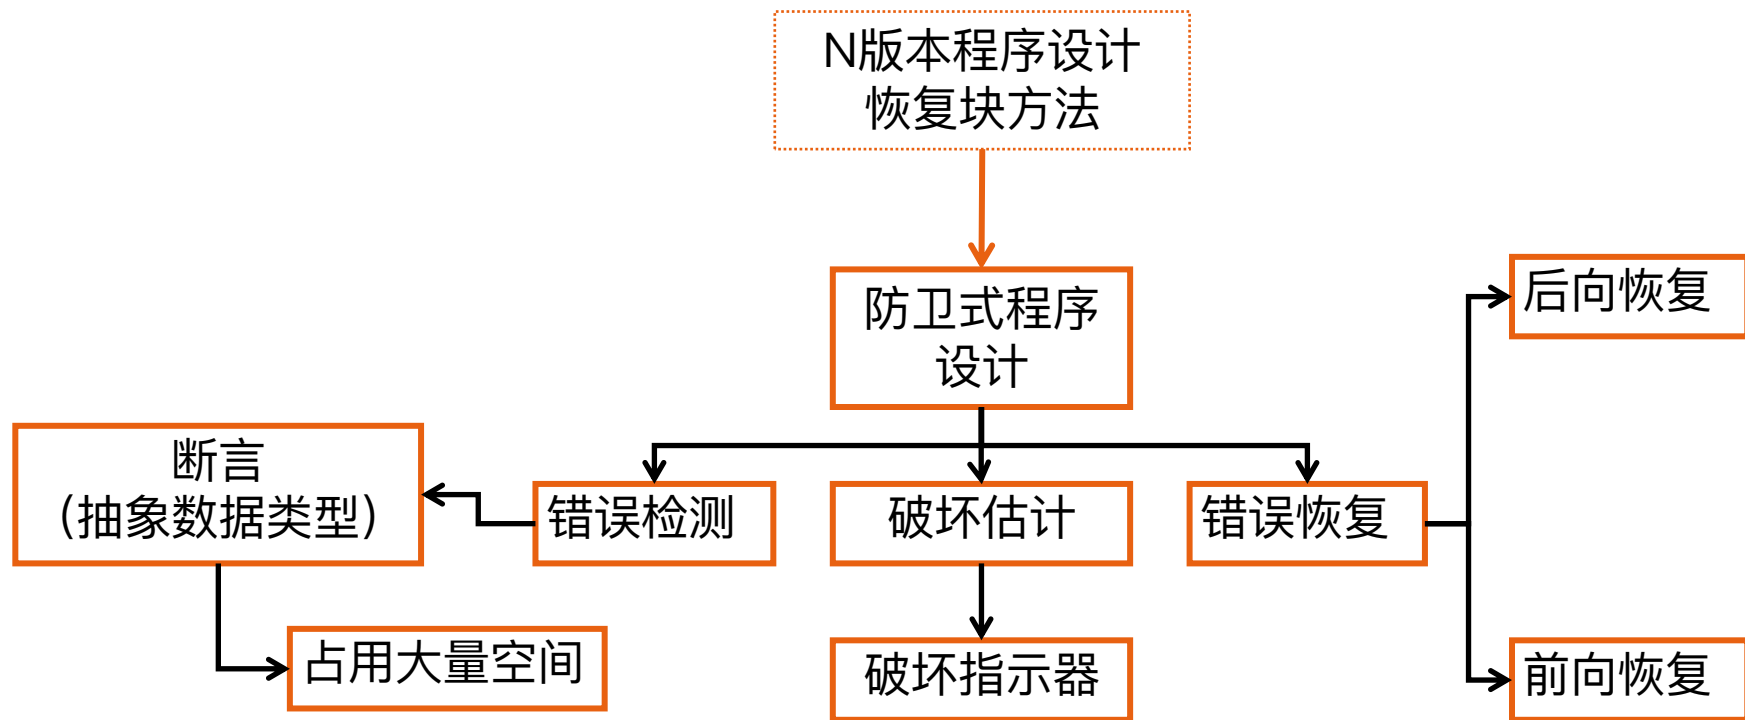 N版本程序设计
恢复块方法
防卫式程序
设计
后向恢复
断言
(抽象数据类型)
错误检测
破坏估计
错误恢复
占用大量空间
破坏指示器
前向恢复